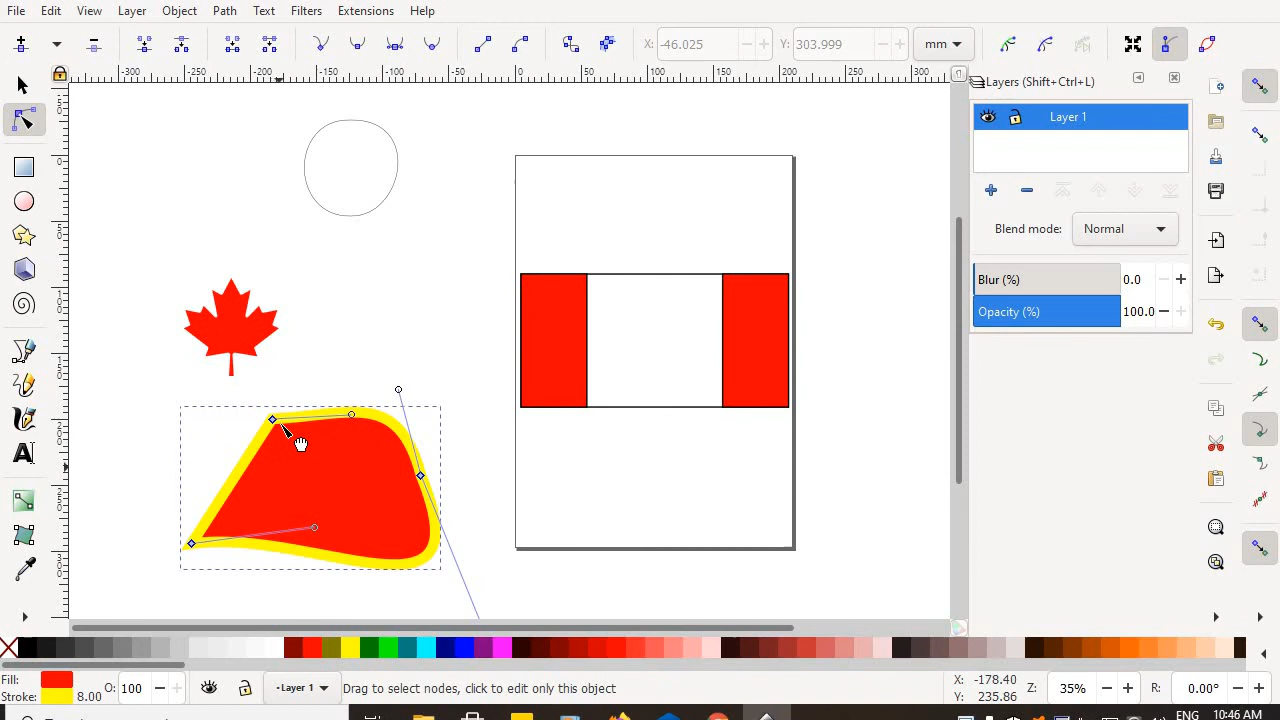 File Edit View Layer Object Path Text Filters Extensions Help
X: -46.025 Y: 303.999 mm
-300 -250 -200 -150 -100 -50 0 50 100 150 200 250 300
Layers (Shift+Ctrl+L)
Layer 1
Blend mode: Normal
Blur (%) 0.0
Opacity (%) 100.0
Fill:
Stroke: 8.00 O: 100 Layer 1 Drag to select nodes, click to edit only this object X: -178.40 Y: 235.86 Z: 35% R: 0.00°
ENG 10:46 AM